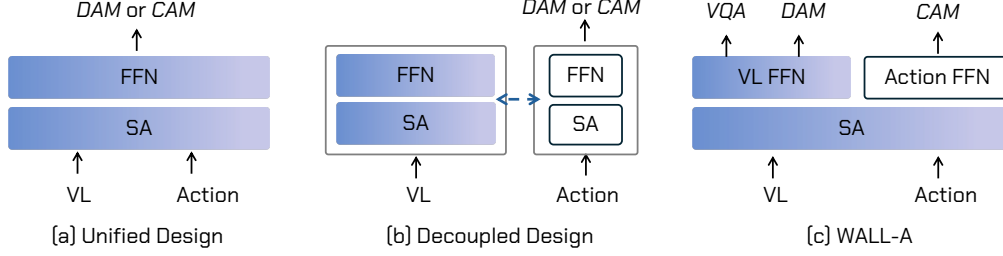 DAM or CAM
FFN
SA
VL
Action
(a) Unified Design
DAM or CAM
FFN
SA
FFN
SA
VL
Action
(b) Decoupled Design
VQA
DAM
CAM
VL FFN
Action FFN
SA
VL
Action
(c) WALL-A